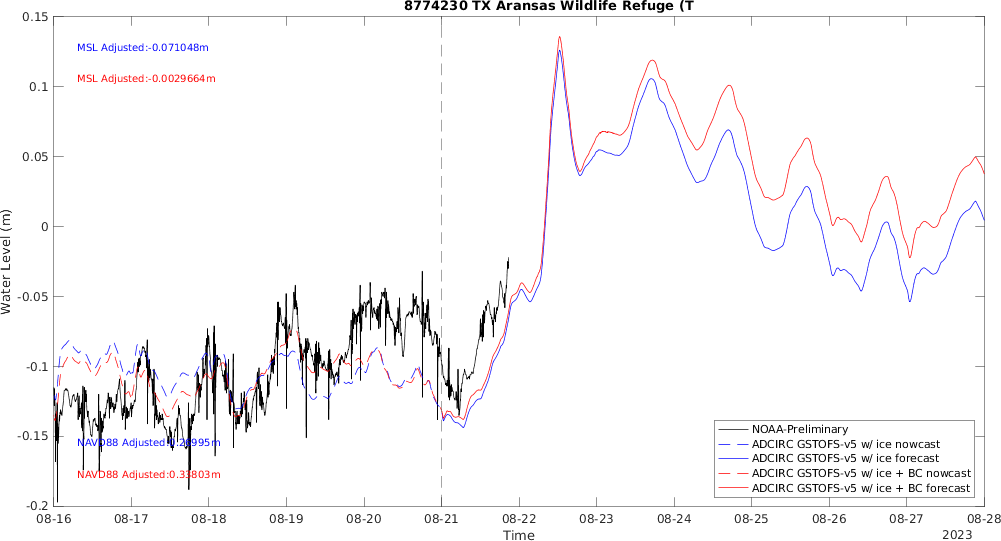 8774230 TX Aransas Wildlife Refuge (T
0.15
MSL Adjusted:-0.071048m
MSL Adjusted:-0.0029664m
0.1
0.05
0
-0.05
-0.1
-0.15
-0.2
Water Level (m)
NAVD88 Adjusted:0.26995m
NAVD88 Adjusted:0.33803m
NOAA-Preliminary
ADCIRC GSTOFS-v5 w/ ice nowcast
ADCIRC GSTOFS-v5 w/ ice forecast
ADCIRC GSTOFS-v5 w/ ice + BC nowcast
ADCIRC GSTOFS-v5 w/ ice + BC forecast
08-16 08-17 08-18 08-19 08-20 08-21 08-22 08-23 08-24 08-25 08-26 08-27 08-28
Time
2023